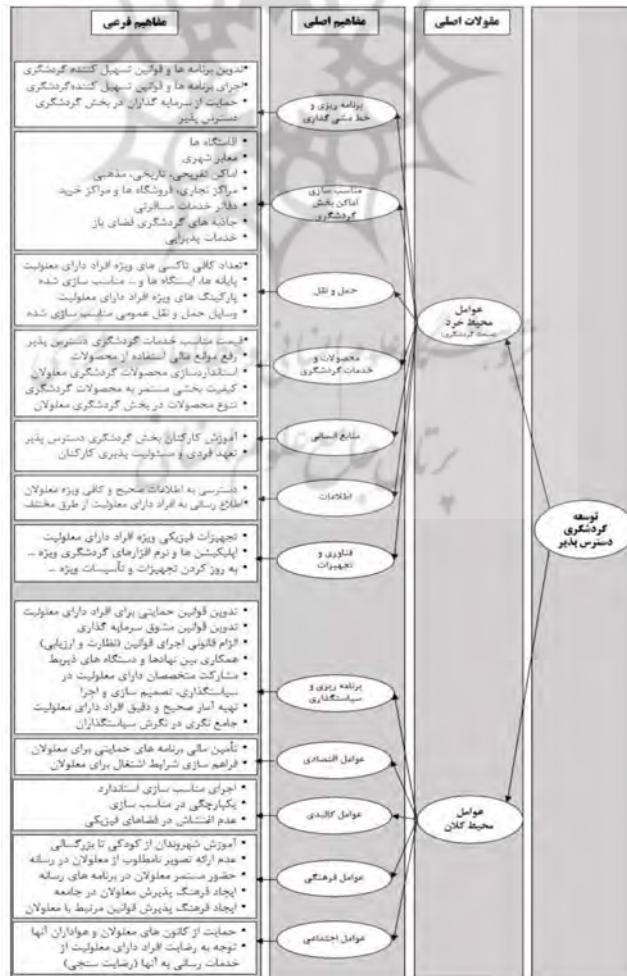 مقولات اصلی
مفاهیم اصلی
مفاهیم فرعی
توسعه
گردشگری
دسترس پذیر
عوامل
محیط خرد
(صنعت گردشگری)
برنامه ریزی و
خط مشی گذاری
•تدوین برنامه ها و قوانین تسهیل کننده گردشگری
•اجرای برنامه ها و قوانین تسهیل کننده گردشگری
• حمایت از سرمایه گذاران در بخش گردشگری
دسترس پذیر
مناسب سازی
اماکن بخش
گردشگری
• اقامتگاه ها
• معابر شهری
• اماکن تفریحی، تاریخی، مذهبی
• مراکز تجاری، فروشگاه ها و مراکز خرید
• دفاتر خدمات مسافرتی
• جاذبه های گردشگری فضای باز
• خدمات پذیرایی
حمل و نقل
•تعداد کافی تاکسی های ویژه افراد دارای معلولیت
• پایانه ها، ایستگاه ها و ... مناسب سازی شده
• پارکینگ های ویژه افراد دارای معلولیت
• وسایل حمل و نقل عمومی مناسب سازی شده
محصولات و
خدمات گردشگری
•قیمت مناسب خدمات گردشگری دسترس پذیر
• رفع موانع مالی استفاده از محصولات
• استانداردسازی محصولات گردشگری معلولان
• کیفیت بخشی مستمر به محصولات گردشگری
• تنوع محصولات در بخش گردشگری معلولان
منابع انسانی
• آموزش کارکنان بخش گردشگری دسترس پذیر
• تعهد فردی و مسئولیت پذیری کارکنان
اطلاعات
• دسترسی به اطلاعات صحیح و کافی ویژه معلولان
•اطلاع رسانی به افراد دارای معلولیت از طرق مختلف
فناوری و
تجهیزات
• تجهیزات فیزیکی ویژه افراد دارای معلولیت
• اپلیکیشن ها و نرم افزارهای گردشگری ویژه ...
• به روز کردن تجهیزات و تأسیسات ویژه ...
عوامل
محیط کلان
برنامه ریزی و
سیاستگذاری
• تدوین قوانین حمایتی برای افراد دارای معلولیت
• تدوین قوانین مشوق سرمایه گذاری
• الزام قانونی اجرای قوانین (نظارت و ارزیابی)
• همکاری بین نهادها و دستگاه های ذیربط
• مشارکت متخصصان دارای معلولیت در
سیاستگذاری، تصمیم سازی و اجرا
• تهیه آمار صحیح و دقیق افراد دارای معلولیت
• جامع نگری در نگرش سیاستگذاران
عوامل اقتصادی
• تأمین مالی برنامه های حمایتی برای معلولان
• فراهم سازی شرایط اشتغال برای معلولان
عوامل کالبدی
• اجرای مناسب سازی استاندارد
• یکپارچگی در مناسب سازی
• عدم اغتشاش در فضاهای فیزیکی
عوامل فرهنگی
• آموزش شهروندان از کودکی تا بزرگسالی
• عدم ارائه تصویر نامطلوب از معلولان در رسانه
• حضور مستمر معلولان در برنامه های رسانه
• ایجاد فرهنگ پذیرش معلولان در جامعه
• ایجاد فرهنگ پذیرش قوانین مرتبط با معلولان
عوامل اجتماعی
• حمایت از کانون های معلولان و هواداران آنها
• توجه به رضایت افراد دارای معلولیت از
خدمات رسانی به آنها (رضایت سنجی)
پرتال جامع علوم انسانی